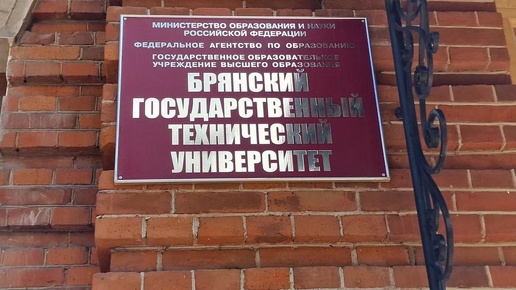 МИНИСТЕРСТВО ОБРАЗОВАНИЯ И НАУКИ
РОССИЙСКОЙ ФЕДЕРАЦИИ
ФЕДЕРАЛЬНОЕ АГЕНТСТВО ПО ОБРАЗОВАНИЮ
ГОСУДАРСТВЕННОЕ ОБРАЗОВАТЕЛЬНОЕ
УЧРЕЖДЕНИЕ ВЫСШЕГО ОБРАЗОВАНИЯ
БРЯНСКИЙ
ГОСУДАРСТВЕННЫЙ
ТЕХНИЧЕСКИЙ
УНИВЕРСИТЕТ